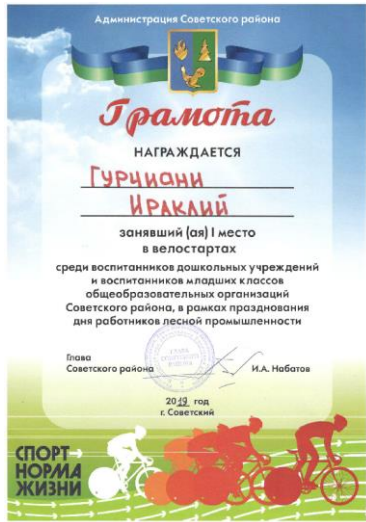 Администрация Советского района
Грамота
НАГРАЖДАЕТСЯ
ГУРЧИАНИ
ИРАКЛИЙ
занявший (ая) I место
в велостартах
среди воспитанников дошкольных учреждений
и воспитанников младших классов
общеобразовательных организаций
Советского района, в рамках празднования
дня работников лесной промышленности
Глава
Советского района
И.А. Набатов
2019 год
г. Советский
СПОРТ
НОРМА
ЖИЗНИ